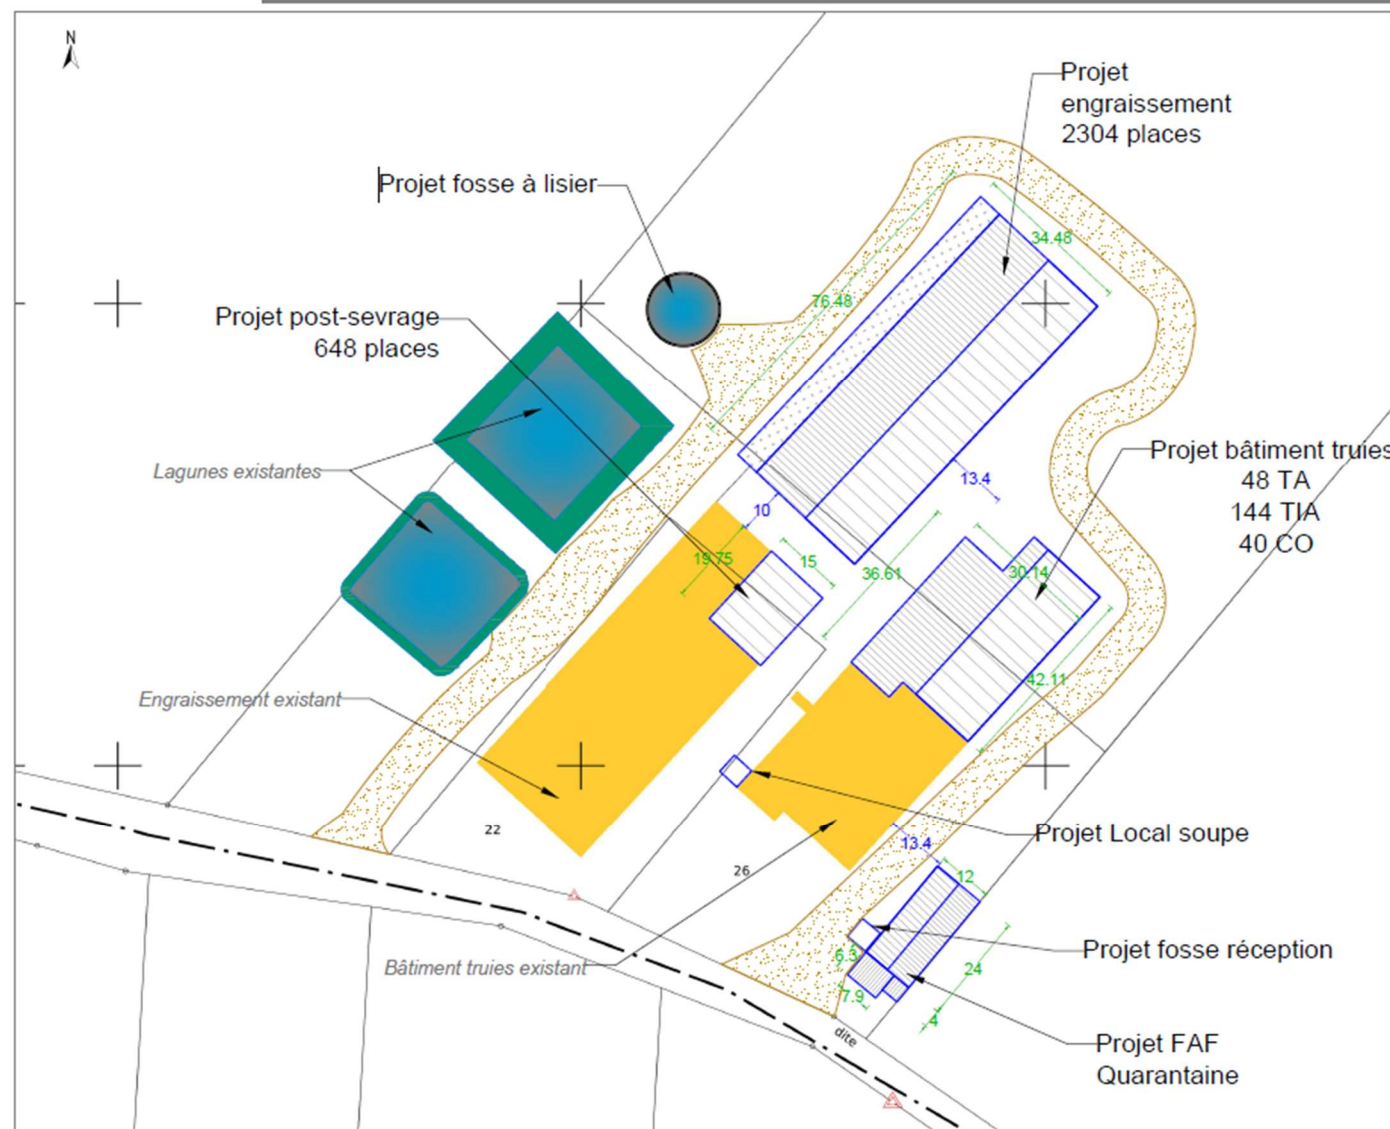 N
Projet
engraissement
2304 places
Projet fosse à lisier
34.48
76.48
Projet post-sevrage
648 places
Projet bâtiment truies
48 TA
144 TIA
40 CO
Lagunes existantes
13.4
10
19.75
15
36.61
30.14
42.11
Engraissement existant
22
26
13.4
Projet Local soupe
12
Projet fosse réception
6.3
24
7.9
4
Bâtiment truies existant
dite
Projet FAF
Quarantaine